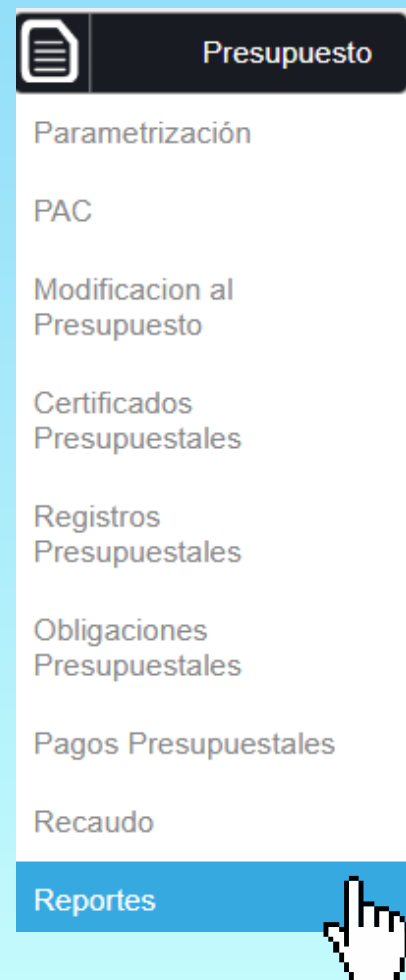 Presupuesto
Parametrización
PAC
Modificacion al
Presupuesto
Certificados
Presupuestales
Registros
Presupuestales
Obligaciones
Presupuestales
Pagos Presupuestales
Recaudo
Reportes